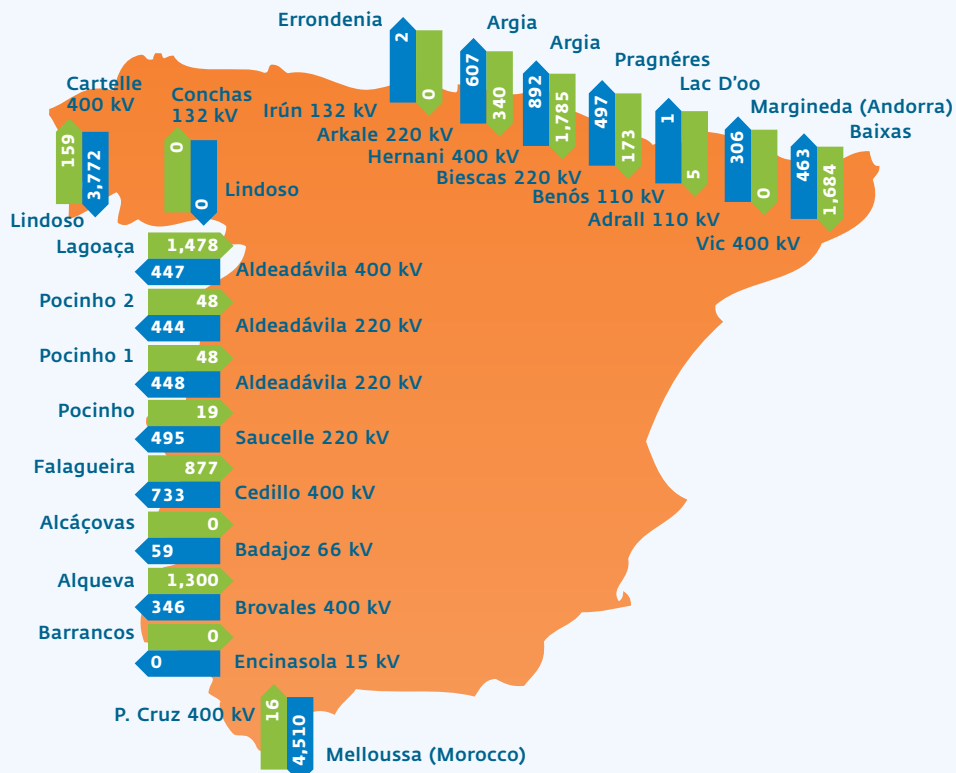 Errondenia
2
0
Irún 132 kV
Argia
607
340
Arkale 220 kV
Argia
892
1,785
Hernani 400 kV
Pragnéres
497
173
Biescas 220 kV
Lac D'oo
1
5
Benós 110 kV
Margineda (Andorra)
306
0
Adrall 110 kV
Baixas
463
1,684
Vic 400 kV
Cartelle
400 kV
159
3,772
Lindoso
Conchas
132 kV
0
0
Lindoso
Lagoaça
1,478
447
Aldeadávila 400 kV
Pocinho 2
48
444
Aldeadávila 220 kV
Pocinho 1
48
448
Aldeadávila 220 kV
Pocinho
19
495
Saucelle 220 kV
Falagueira
877
733
Cedillo 400 kV
Alcáçovas
0
59
Badajoz 66 kV
Alqueva
1,300
346
Brovales 400 kV
Barrancos
0
0
Encinasola 15 kV
P. Cruz 400 kV
16
4,510
Melloussa (Morocco)